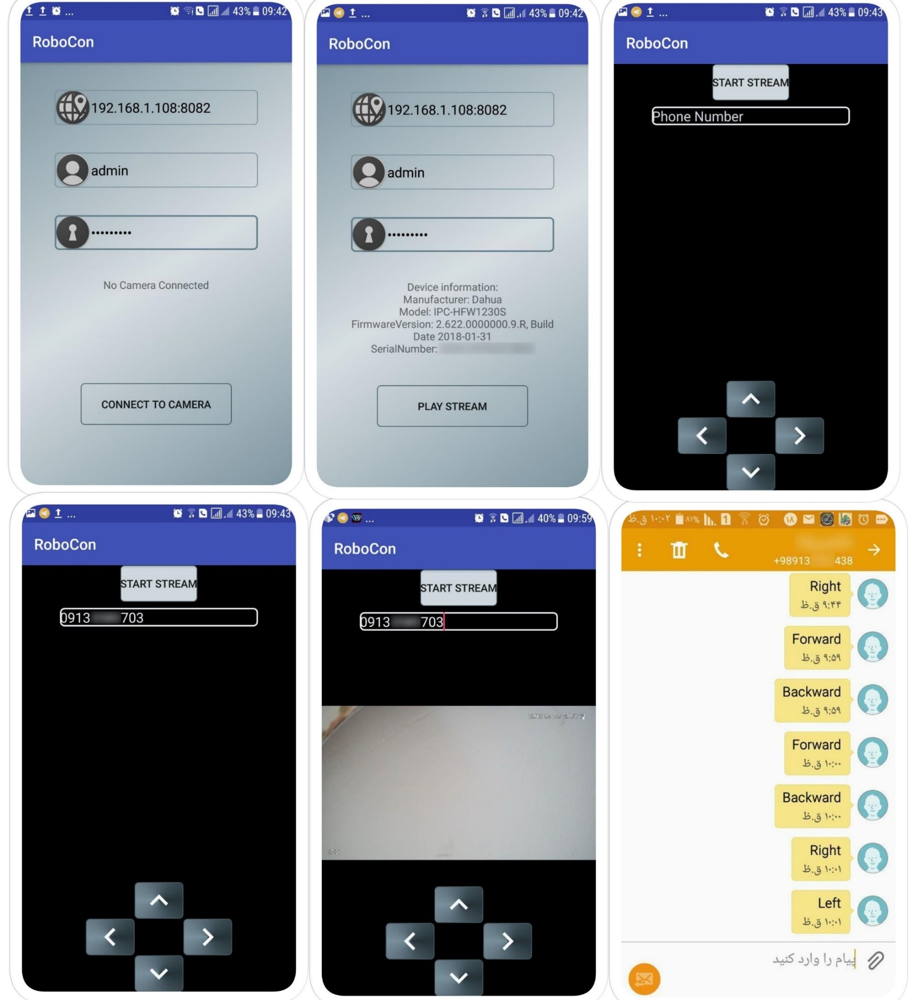 43% 09:42
RoboCon
192.168.1.108:8082
admin
•••••••••
No Camera Connected
CONNECT TO CAMERA
43% 09:42
RoboCon
192.168.1.108:8082
admin
•••••••••
Device information:
Manufacturer: Dahua
Model: IPC-HFW1230S
FirmwareVersion: 2.622.0000000.9.R, Build
Date 2018-01-31
SerialNumber:
PLAY STREAM
43% 09:43
RoboCon
START STREAM
Phone Number
43% 09:43
RoboCon
START STREAM
0913 703
40% 09:59
RoboCon
START STREAM
0913 703
IPC
۱۰:۰۲ ق.ظ ۸۱% 1 ۱۸
+98913 438
Right
۹:۴۴ ق.ظ
Forward
۹:۵۹ ق.ظ
Backward
۹:۵۹ ق.ظ
Forward
۱۰:۰۰ ق.ظ
Backward
۱۰:۰۰ ق.ظ
Right
۱۰:۰۱ ق.ظ
Left
۱۰:۰۱ ق.ظ
پیام را وارد کنید